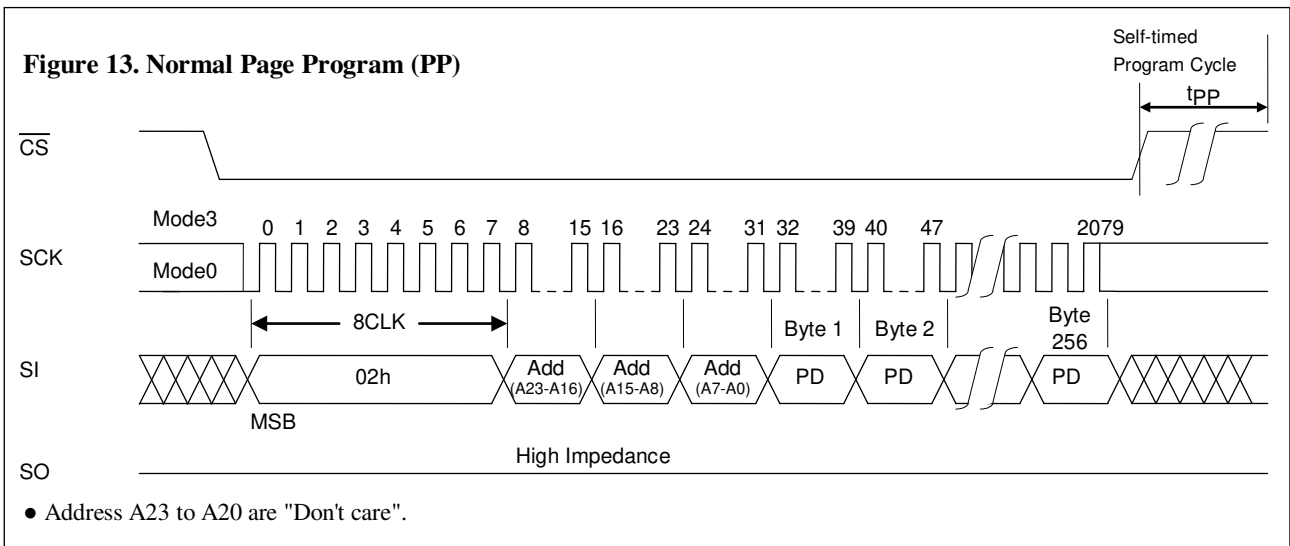 Figure 13. Normal Page Program (PP)
Self-timed
Program Cycle
tPP
CS
Mode3
0 1 2 3 4 5 6 7 8 15 16 23 24 31 32 39 40 47 2079
SCK
Mode0
8CLK
Byte 1
Byte 2
Byte
256
SI
02h
Add
(A23-A16)
Add
(A15-A8)
Add
(A7-A0)
PD
PD
PD
MSB
High Impedance
SO
● Address A23 to A20 are "Don't care".